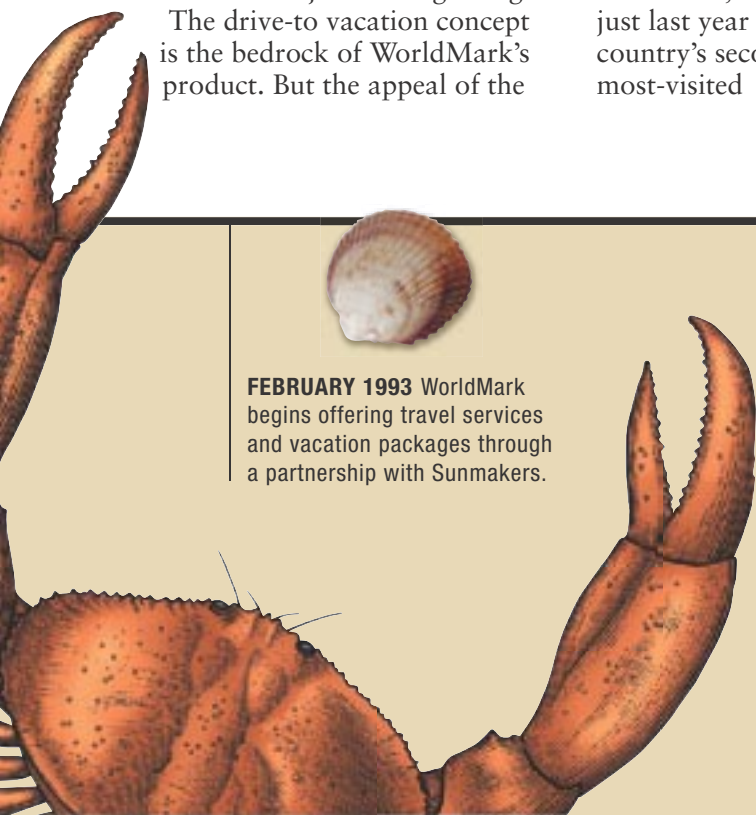 The drive-to vacation concept
is the bedrock of WorldMark’s
product. But the appeal of the
just last year
country’s
most-visited
FEBRUARY 1993 WorldMark
begins offering travel services
and vacation packages through
a partnership with Sunmakers.